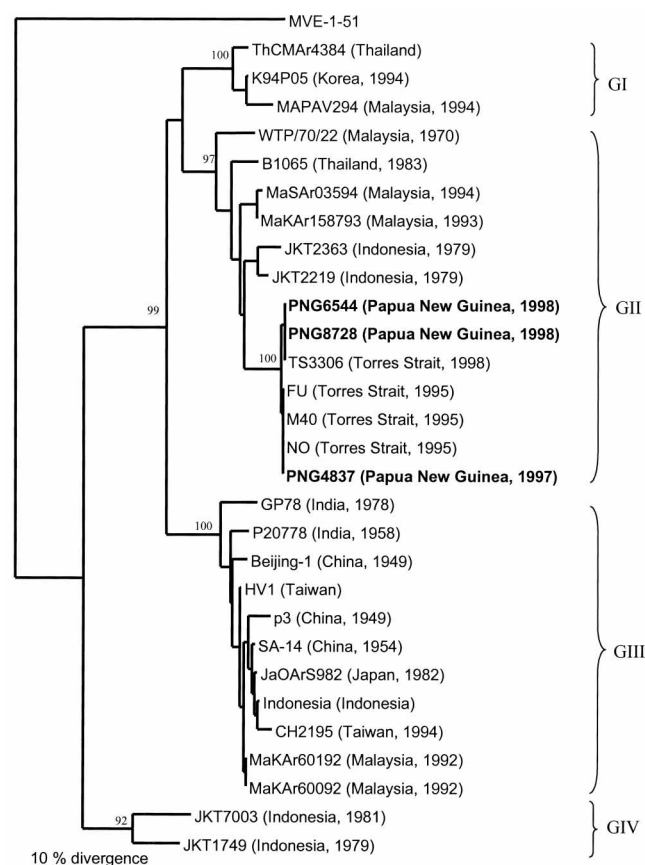 MVE-1-51
100
ThCMAr4384 (Thailand)
K94P05 (Korea, 1994)
GI
MAPAV294 (Malaysia, 1994)
WTP/70/22 (Malaysia, 1970)
97
B1065 (Thailand, 1983)
MaSAr03594 (Malaysia, 1994)
MaKAr158793 (Malaysia, 1993)
JKT2363 (Indonesia, 1979)
JKT2219 (Indonesia, 1979)
99
PNG6544 (Papua New Guinea, 1998)
GII
PNG8728 (Papua New Guinea, 1998)
100
TS3306 (Torres Strait, 1998)
FU (Torres Strait, 1995)
M40 (Torres Strait, 1995)
NO (Torres Strait, 1995)
PNG4837 (Papua New Guinea, 1997)
GP78 (India, 1978)
100
P20778 (India, 1958)
Beijing-1 (China, 1949)
HV1 (Taiwan)
p3 (China, 1949)
SA-14 (China, 1954)
GIII
JaOArS982 (Japan, 1982)
Indonesia (Indonesia)
CH2195 (Taiwan, 1994)
MaKAr60192 (Malaysia, 1992)
MaKAr60092 (Malaysia, 1992)
92
JKT7003 (Indonesia, 1981)
GIV
JKT1749 (Indonesia, 1979)
10 % divergence